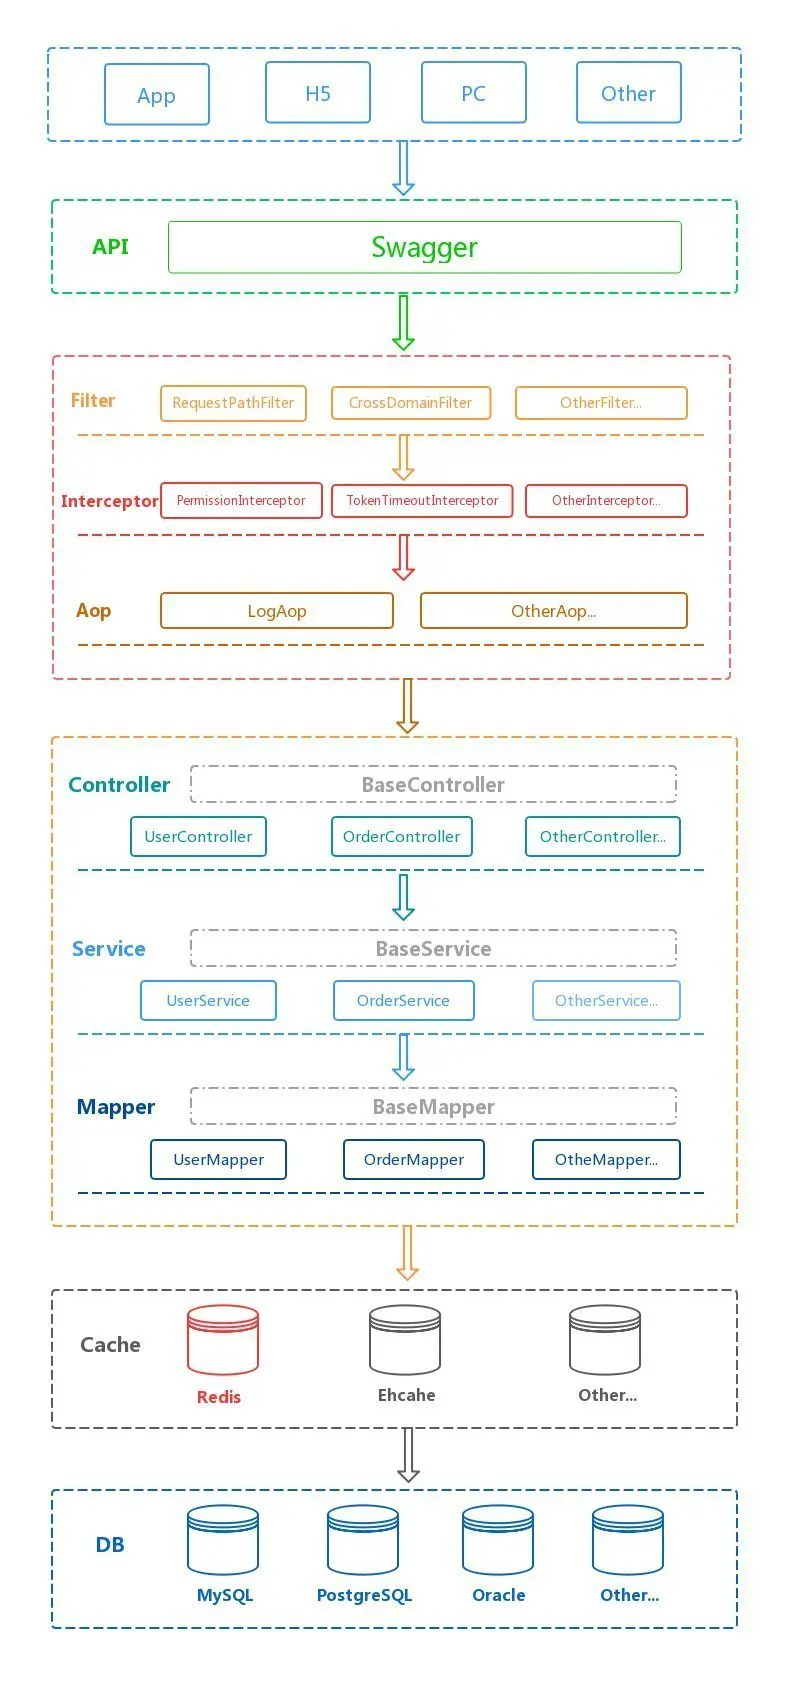 App
H5
PC
Other
API
Swagger
Filter
RequestPathFilter
CrossDomainFilter
OtherFilter...
Interceptor
PermissionInterceptor
TokenTimeoutInterceptor
OtherInterceptor...
Aop
LogAop
OtherAop...
Controller
BaseController
UserController
OrderController
OtherController...
Service
BaseService
UserService
OrderService
OtherService...
Mapper
BaseMapper
UserMapper
OrderMapper
OtheMapper...
Cache
Redis
Ehcahe
Other...
DB
MySQL
PostgreSQL
Oracle
Other...